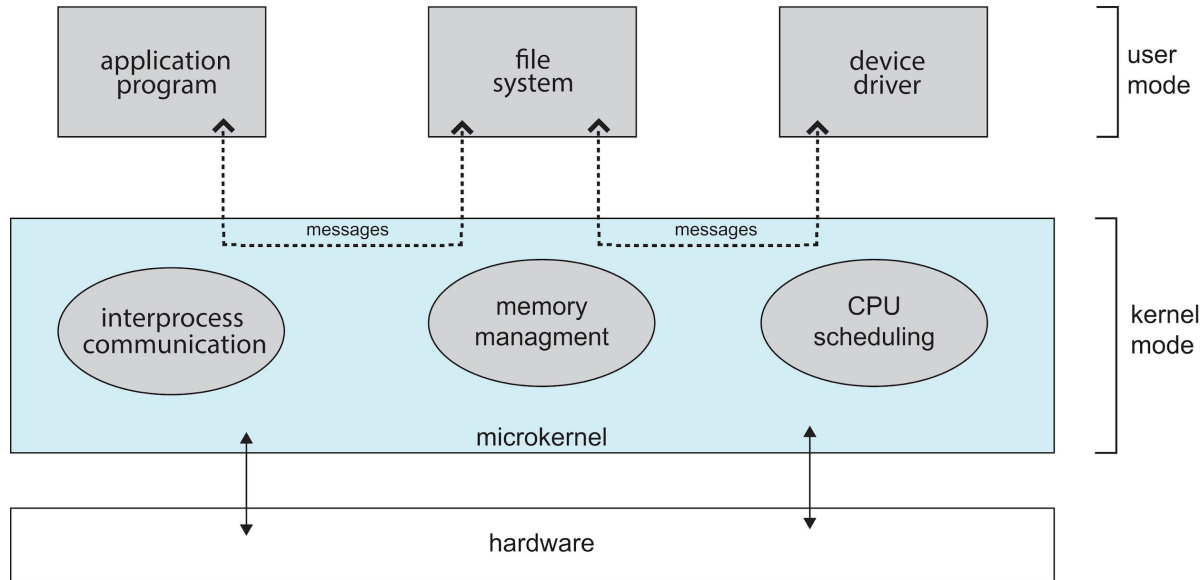 application
program
file
system
device
driver
user
mode
messages
messages
interprocess
communication
memory
managment
CPU
scheduling
kernel
mode
microkernel
hardware